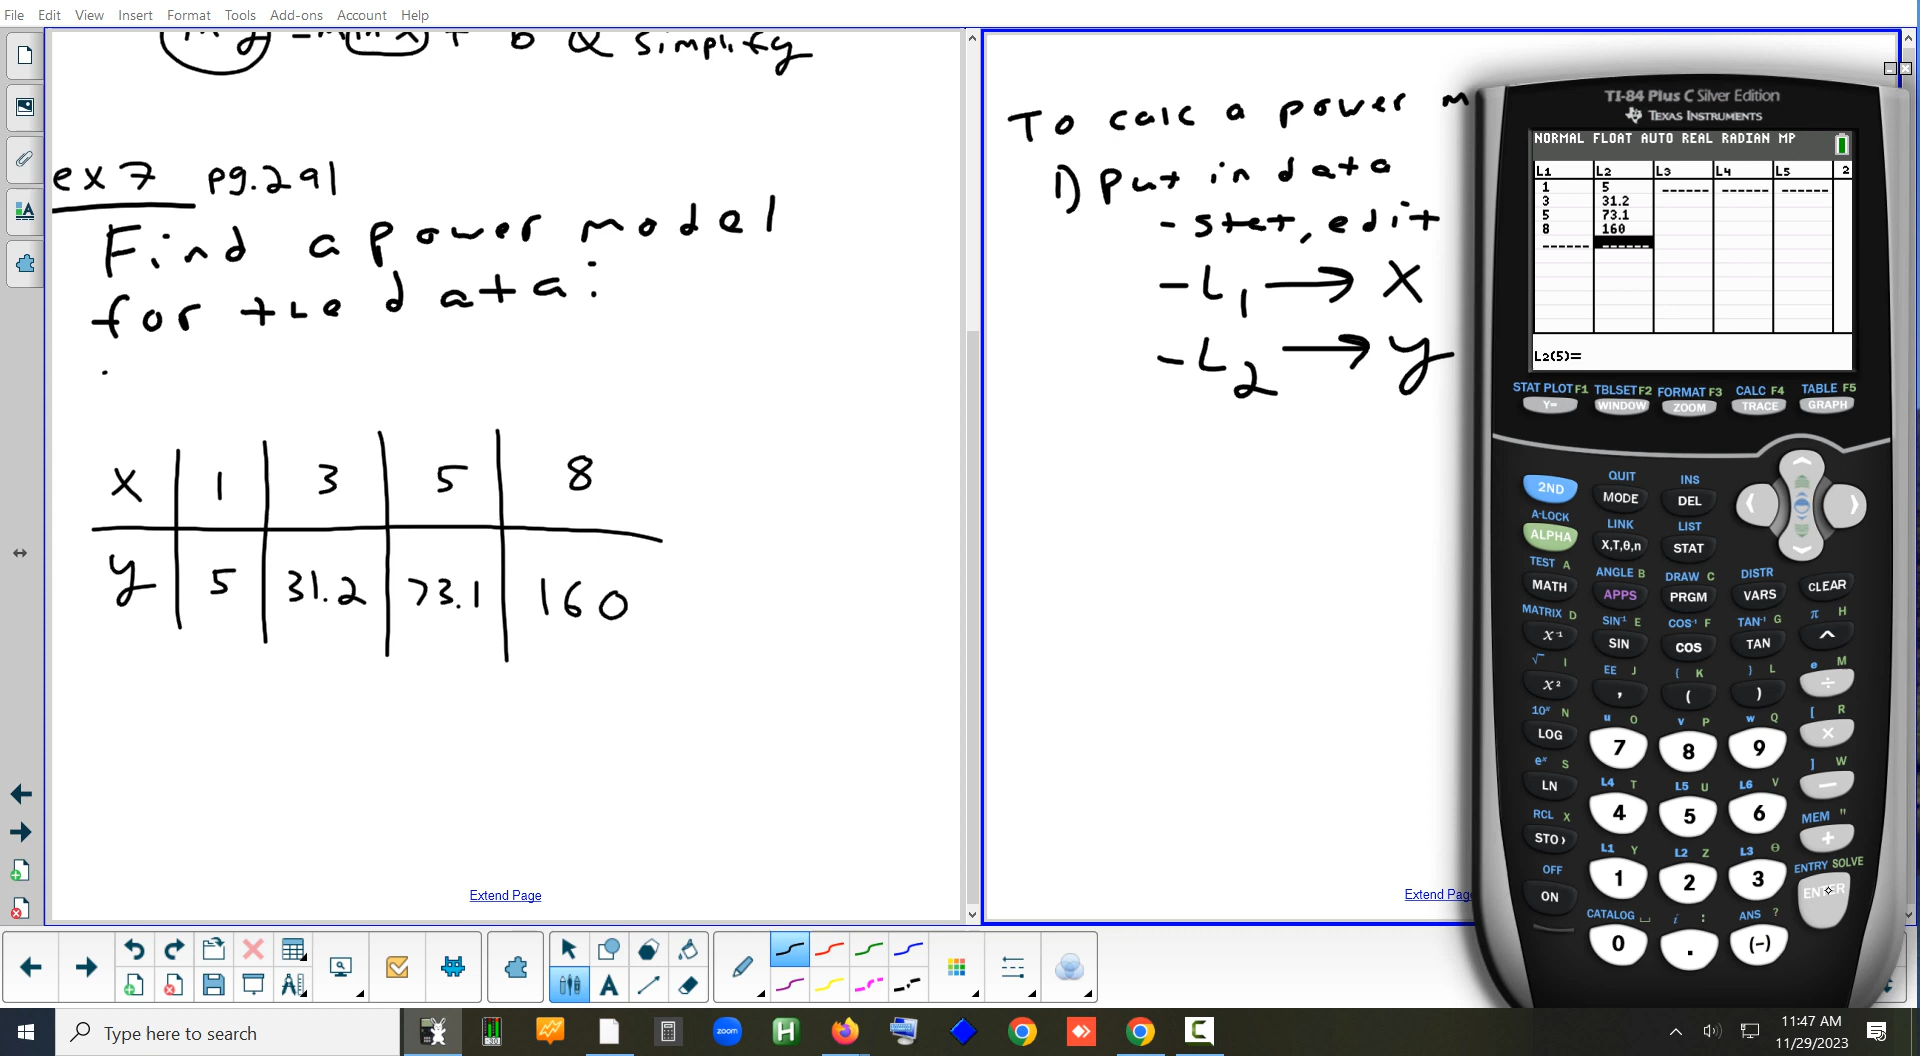 File Edit View Insert Format Tools Add-ons Account Help
& simplify
ex 7 pg.291
Find a power model
for the data:
x 1 3 5 8
y 5 31.2 73.1 160
Extend Page
To calc a power m
1) put in data
- stat, edit
- L1 → X
- L2 → y
Extend Page
TI-84 Plus C Silver Edition
TEXAS INSTRUMENTS
NORMAL FLOAT AUTO REAL RADIAN MP
L1 L2 L3 L4 L5 2
1 5
3 31.2
5 73.1
8 160
L2(5)=
STAT PLOT F1 TBLSET F2 FORMAT F3 CALC F4 TABLE F5
Y= WINDOW ZOOM TRACE GRAPH
QUIT INS
2ND MODE DEL
A-LOCK LINK LIST
ALPHA X,T,θ,n STAT
TEST A ANGLE B DRAW C DISTR
MATH APPS PRGM VARS CLEAR
MATRIX D SIN⁻¹ E COS⁻¹ F TAN⁻¹ G π H
X⁻¹ SIN COS TAN ^
√ I EE J { K } L e M
X² , ( ) ÷
10ˣ N u O v P w Q [ R
LOG 7 8 9 ×
eˣ S L4 T L5 U L6 V ] W
LN 4 5 6 −
RCL X L1 Y L2 Z L3 θ MEM "
STO› 1 2 3 +
OFF CATALOG i : ANS ? ENTRY SOLVE
ON 0 . (-) ENTER
A
Type here to search
zoom
H
C
11:47 AM
11/29/2023